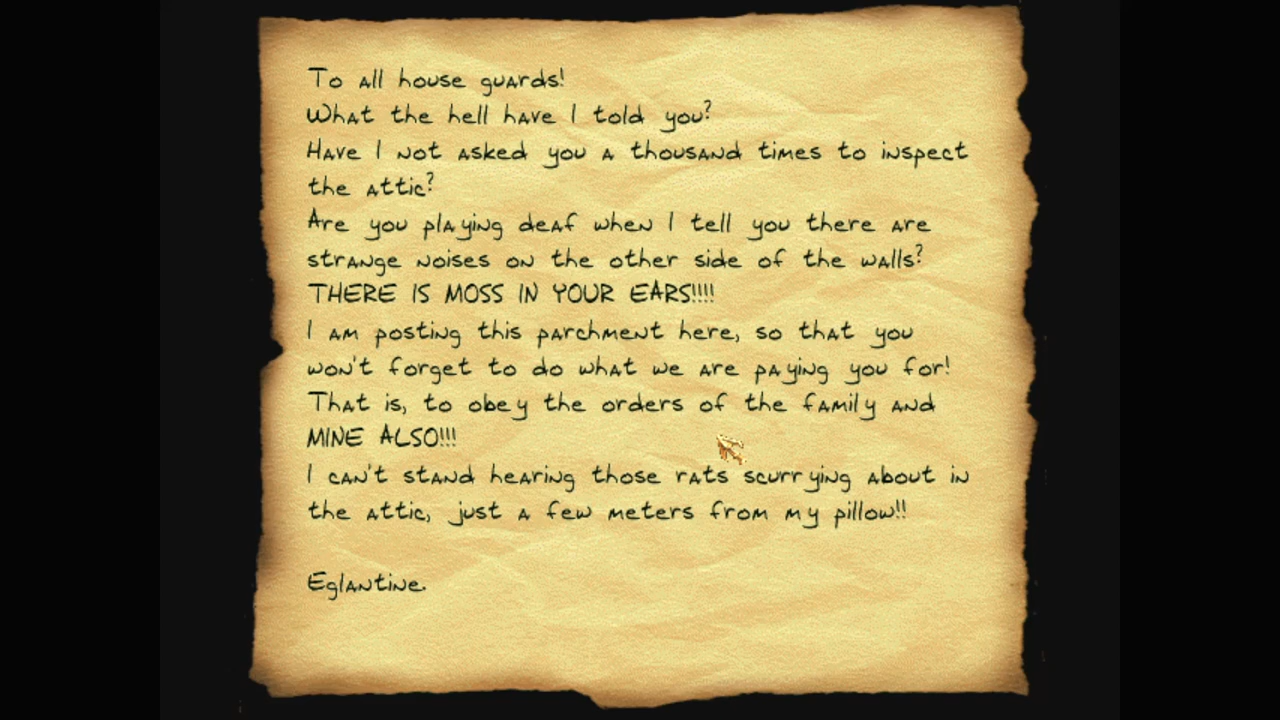 To all house guards!
What the hell have I told you?
Have I not asked you a thousand times to inspect
the attic?
Are you playing deaf when I tell you there are
strange noises on the other side of the walls?
THERE IS MOSS IN YOUR EARS!!!!
I am posting this parchment here, so that you
won't forget to do what we are paying you for!
That is, to obey the orders of the family and
MINE ALSO!!!
I can't stand hearing those rats scurrying about in
the attic, just a few meters from my pillow!!
Eglantine.